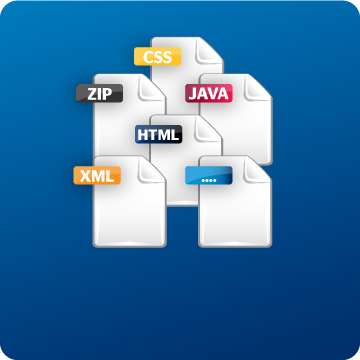 CSS
ZIP
JAVA
HTML
XML
....